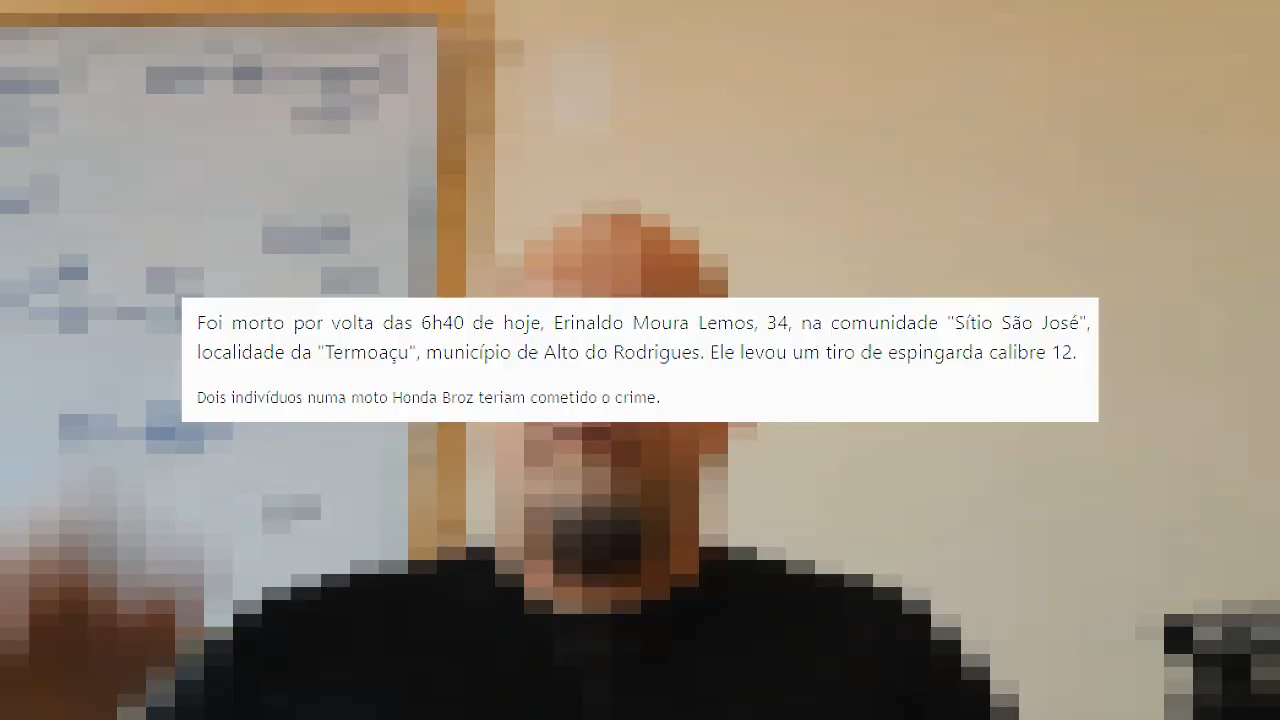 Foi morto por volta das 6h40 de hoje, Erinaldo Moura Lemos, 34, na comunidade "Sítio São José",
localidade da "Termoaçu", município de Alto do Rodrigues. Ele levou um tiro de espingarda calibre 12.
Dois indivíduos numa moto Honda Broz teriam cometido o crime.